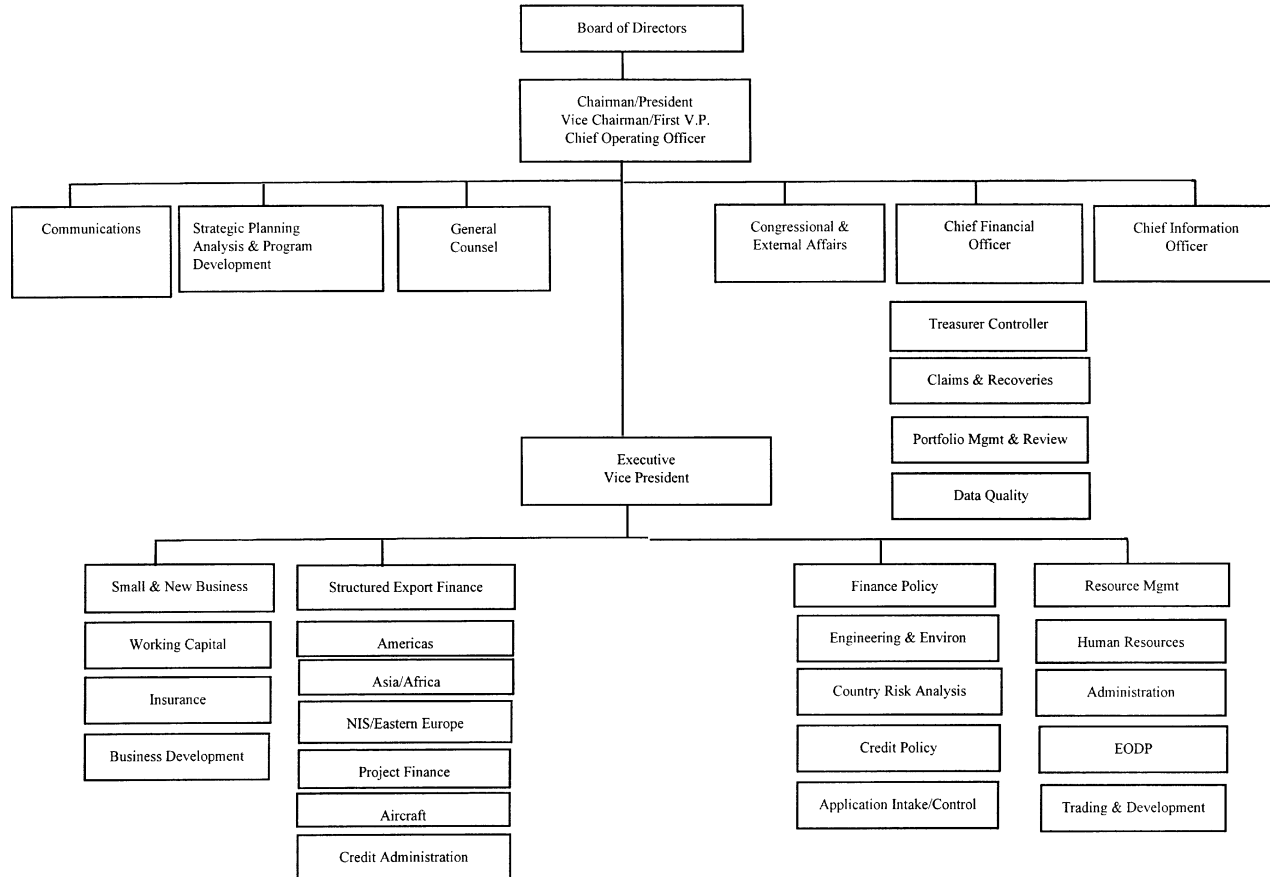 Board of Directors
Chairman/President
Vice Chairman/First V.P.
Chief Operating Officer
Communications
Strategic Planning
Analysis & Program
Development
General
Counsel
Congressional &
External Affairs
Chief Financial
Officer
Chief Information
Officer
Treasurer Controller
Claims & Recoveries
Portfolio Mgmt & Review
Data Quality
Executive
Vice President
Small & New Business
Working Capital
Insurance
Business Development
Structured Export Finance
Americas
Asia/Africa
NIS/Eastern Europe
Project Finance
Aircraft
Credit Administration
Finance Policy
Engineering & Environ
Country Risk Analysis
Credit Policy
Application Intake/Control
Resource Mgmt
Human Resources
Administration
EODP
Trading & Development